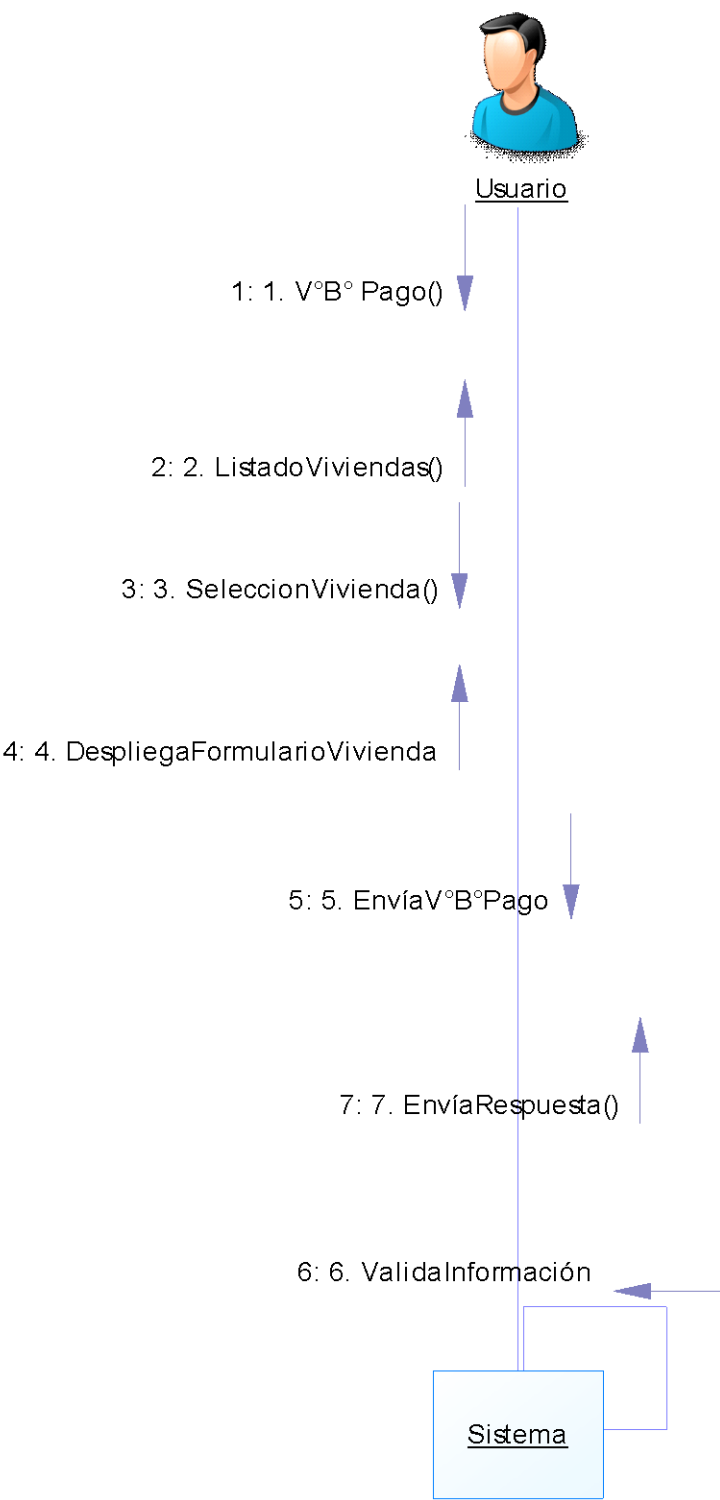 Usuario
1: 1. V°B° Pago()
2: 2. ListadoViviendas()
3: 3. SeleccionVivienda()
4: 4. DespliegaFormularioVivienda
5: 5. EnvíaV°B°Pago
7: 7. EnvíaRespuesta()
6: 6. ValidaInformación
Sistema